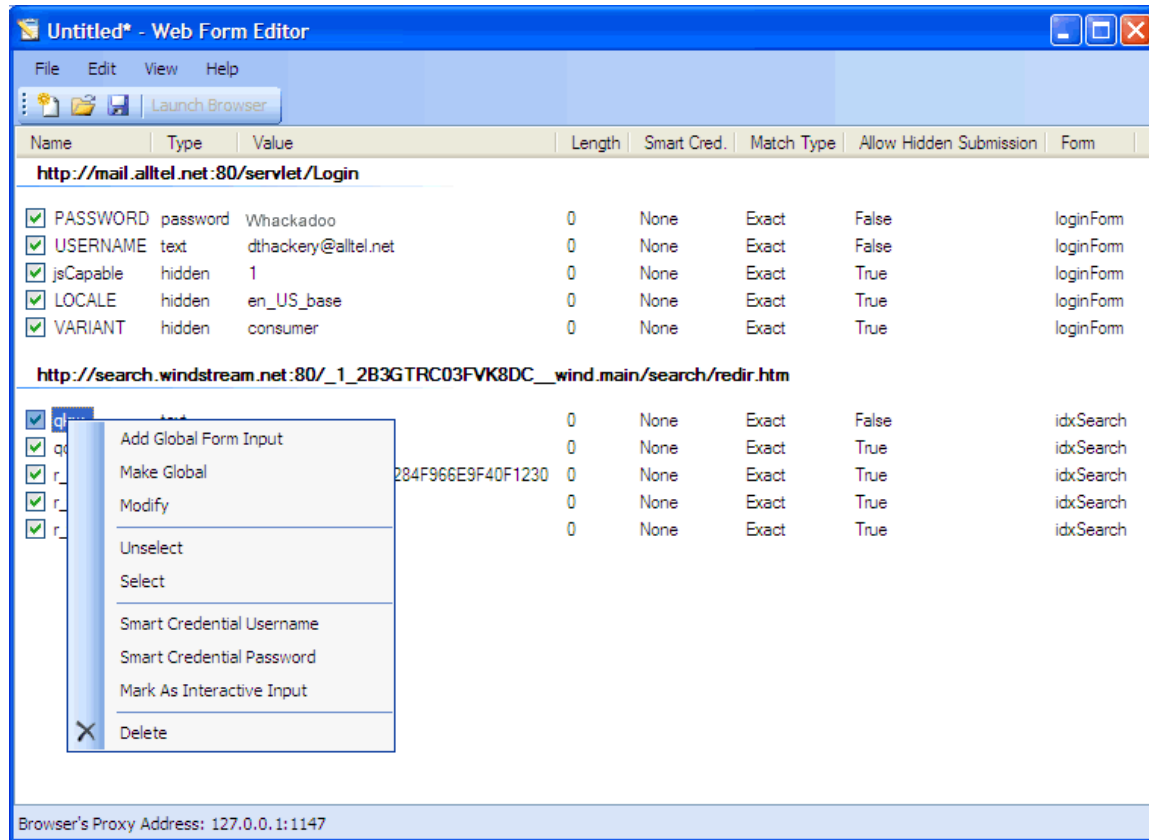 Untitled* - Web Form Editor
File Edit View Help
Launch Browser
Name Type Value Length Smart Cred. Match Type Allow Hidden Submission Form
http://mail.alltel.net:80/servlet/Login
PASSWORD password Whackadoo 0 None Exact False loginForm
USERNAME text dthackery@alltel.net 0 None Exact False loginForm
jsCapable hidden 1 0 None Exact True loginForm
LOCALE hidden en_US_base 0 None Exact True loginForm
VARIANT hidden consumer 0 None Exact True loginForm
http://search.windstream.net:80/_1_2B3GTRC03FVK8DC__wind.main/search/redir.htm
0 None Exact False idxSearch
0 None Exact True idxSearch
r_ 284F966E9F40F1230 0 None Exact True idxSearch
r_ 0 None Exact True idxSearch
r_ 0 None Exact True idxSearch
Add Global Form Input
Make Global
Modify
Unselect
Select
Smart Credential Username
Smart Credential Password
Mark As Interactive Input
Delete
Browser's Proxy Address: 127.0.0.1:1147